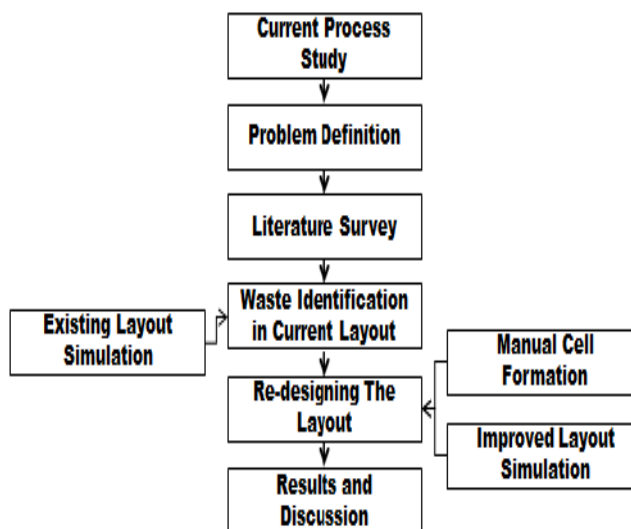 Current Process
Study
Problem Definition
Literature Survey
Waste Identification
in Current Layout
Existing Layout
Simulation
Re-designing The
Layout
Manual Cell
Formation
Improved Layout
Simulation
Results and
Discussion